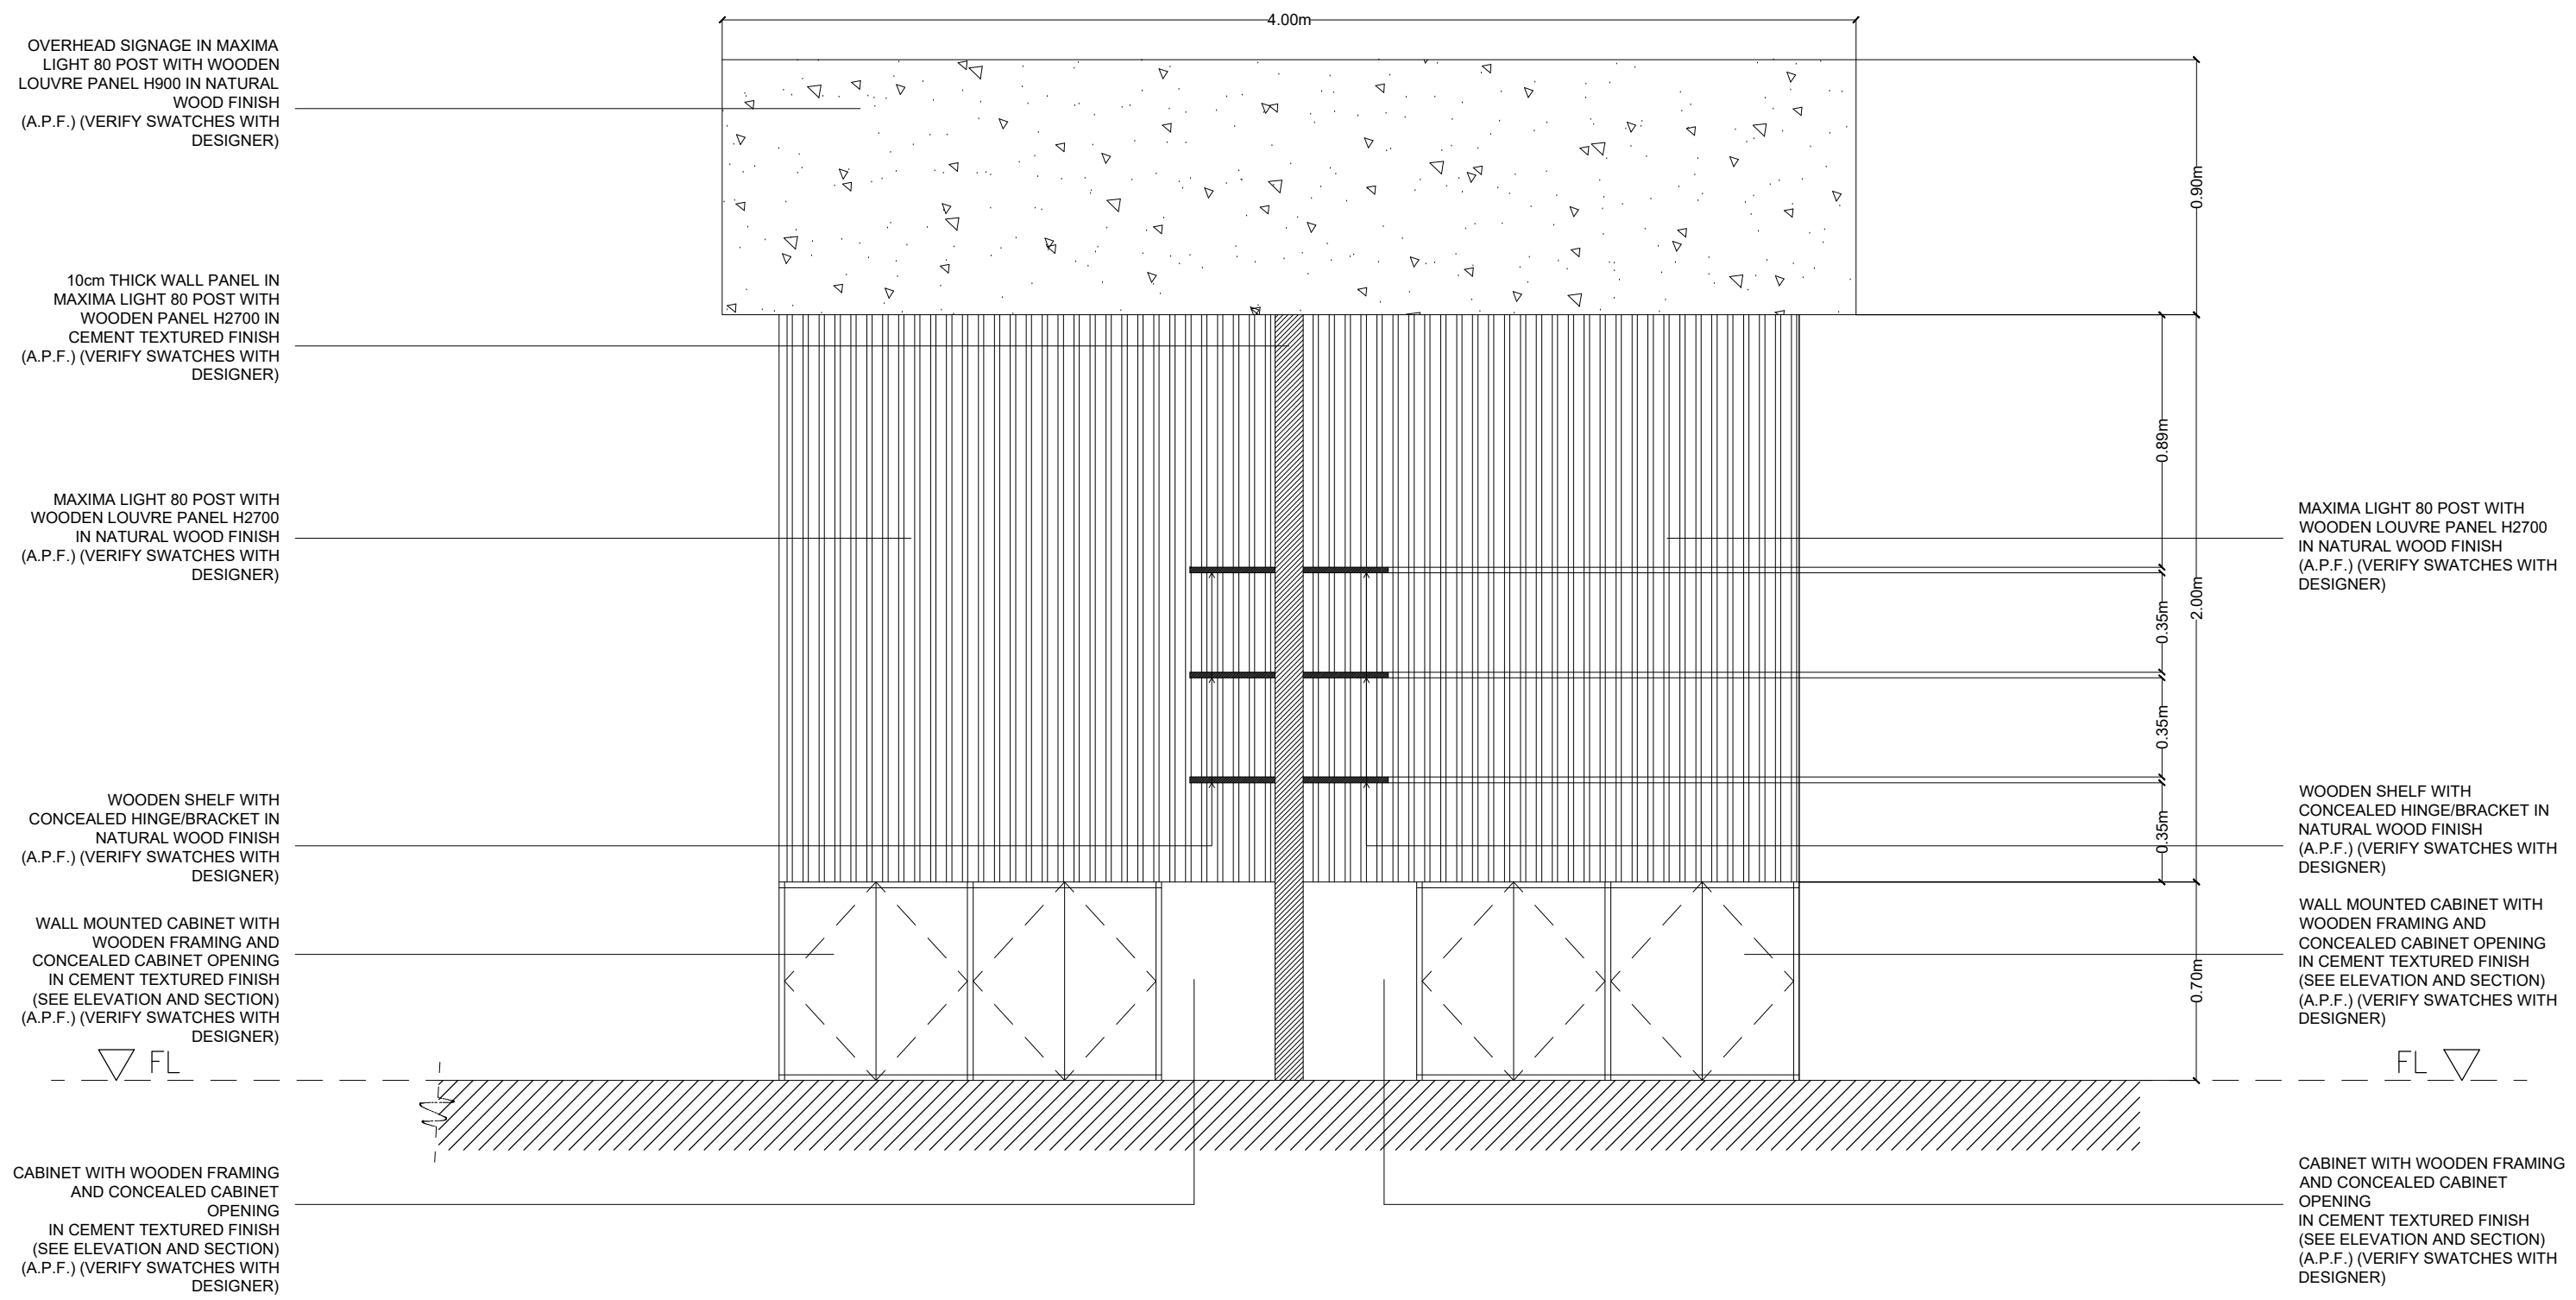 4.00m
OVERHEAD SIGNAGE IN MAXIMA
LIGHT 80 POST WITH WOODEN
LOUVRE PANEL H900 IN NATURAL
WOOD FINISH
(A.P.F.) (VERIFY SWATCHES WITH
DESIGNER)
0.90m
10cm THICK WALL PANEL IN
MAXIMA LIGHT 80 POST WITH
WOODEN PANEL H2700 IN
CEMENT TEXTURED FINISH
(A.P.F.) (VERIFY SWATCHES WITH
DESIGNER)
0.89m
MAXIMA LIGHT 80 POST WITH
WOODEN LOUVRE PANEL H2700
IN NATURAL WOOD FINISH
(A.P.F.) (VERIFY SWATCHES WITH
DESIGNER)
MAXIMA LIGHT 80 POST WITH
WOODEN LOUVRE PANEL H2700
IN NATURAL WOOD FINISH
(A.P.F.) (VERIFY SWATCHES WITH
DESIGNER)
2.00m
0.35m
0.35m
0.35m
WOODEN SHELF WITH
CONCEALED HINGE/BRACKET IN
NATURAL WOOD FINISH
(A.P.F.) (VERIFY SWATCHES WITH
DESIGNER)
WOODEN SHELF WITH
CONCEALED HINGE/BRACKET IN
NATURAL WOOD FINISH
(A.P.F.) (VERIFY SWATCHES WITH
DESIGNER)
WALL MOUNTED CABINET WITH
WOODEN FRAMING AND
CONCEALED CABINET OPENING
IN CEMENT TEXTURED FINISH
(SEE ELEVATION AND SECTION)
(A.P.F.) (VERIFY SWATCHES WITH
DESIGNER)
WALL MOUNTED CABINET WITH
WOODEN FRAMING AND
CONCEALED CABINET OPENING
IN CEMENT TEXTURED FINISH
(SEE ELEVATION AND SECTION)
(A.P.F.) (VERIFY SWATCHES WITH
DESIGNER)
0.70m
FL
FL
CABINET WITH WOODEN FRAMING
AND CONCEALED CABINET
OPENING
IN CEMENT TEXTURED FINISH
(SEE ELEVATION AND SECTION)
(A.P.F.) (VERIFY SWATCHES WITH
DESIGNER)
CABINET WITH WOODEN FRAMING
AND CONCEALED CABINET
OPENING
IN CEMENT TEXTURED FINISH
(SEE ELEVATION AND SECTION)
(A.P.F.) (VERIFY SWATCHES WITH
DESIGNER)